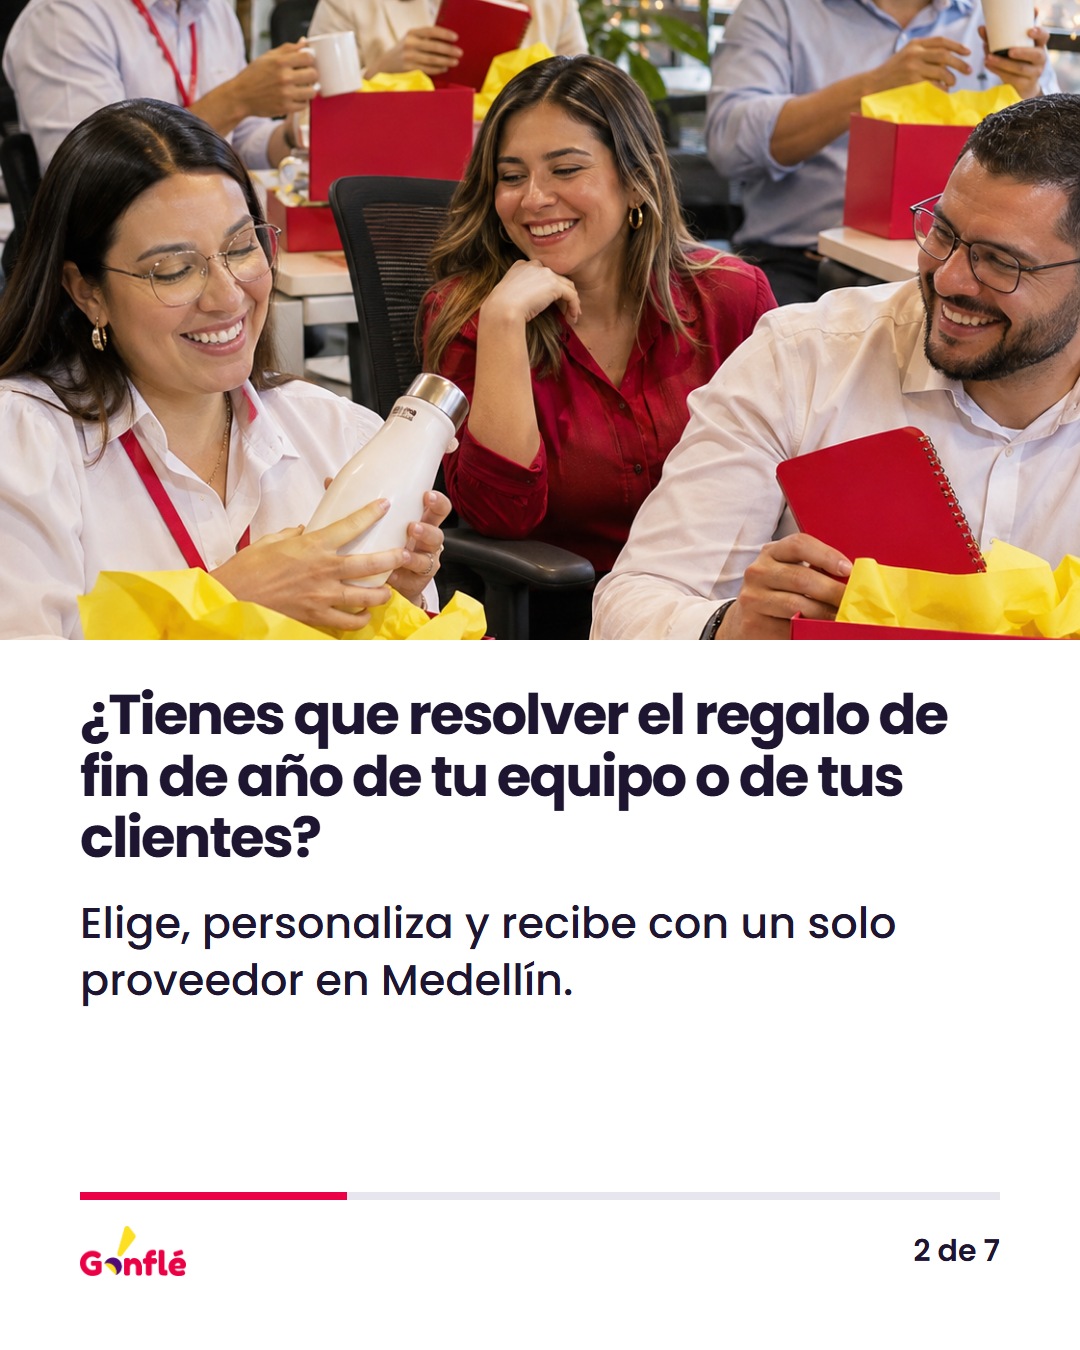 ¿Tienes que resolver el regalo de
fin de año de tu equipo o de tus
clientes?
Elige, personaliza y recibe con un solo
proveedor en Medellín.
Gonflé
2 de 7